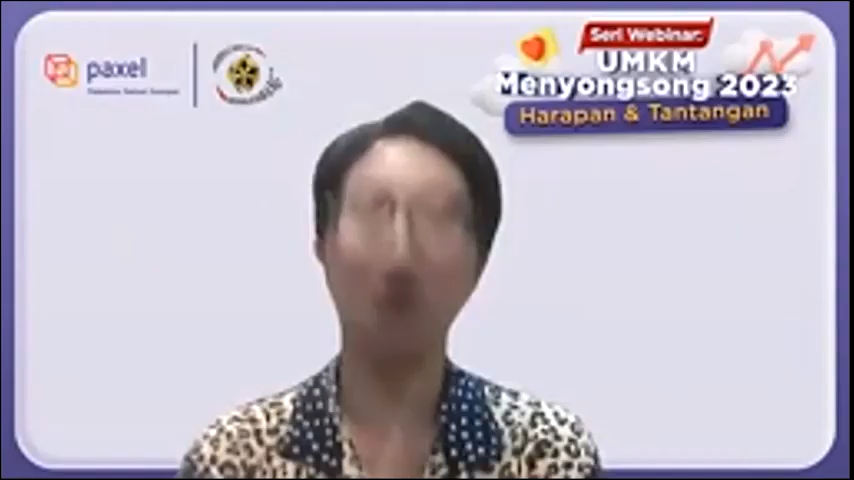 paxel
Seri Webinar:
UMKM
Menyongsong 2023
Harapan & Tantangan